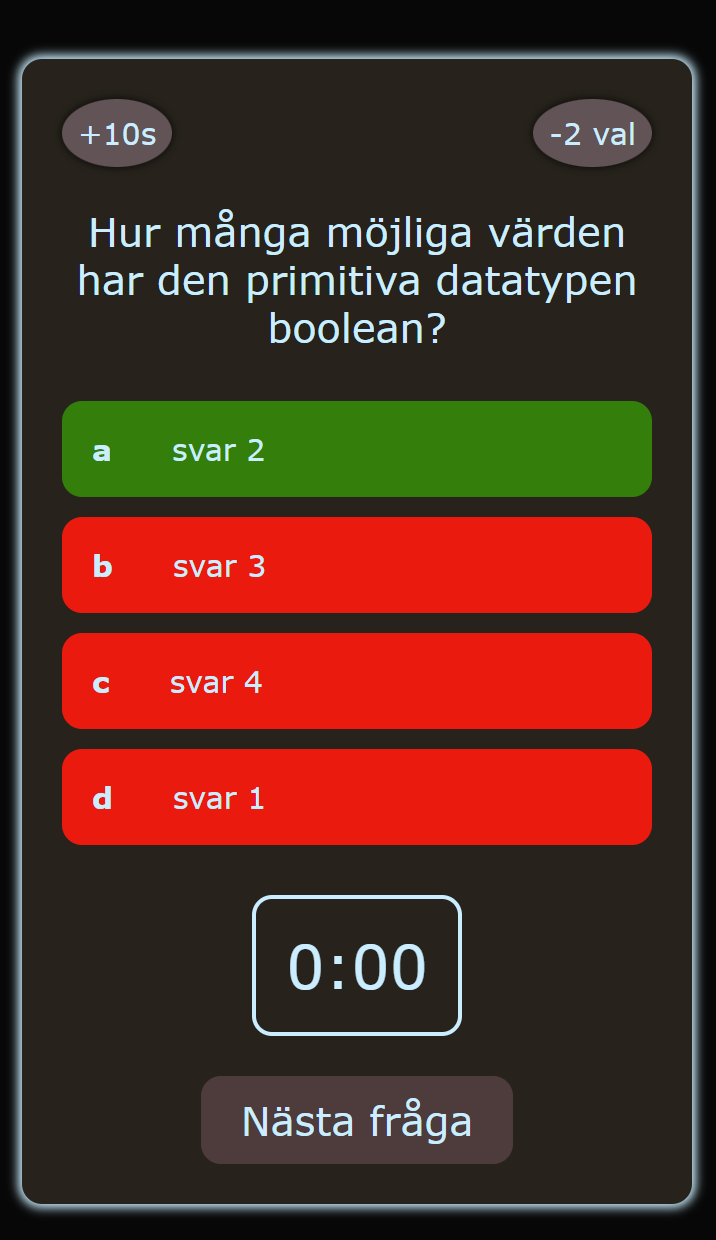 +10s
-2 val
Hur många möjliga värden
har den primitiva datatypen
boolean?
a svar 2
b svar 3
c svar 4
d svar 1
0:00
Nästa fråga